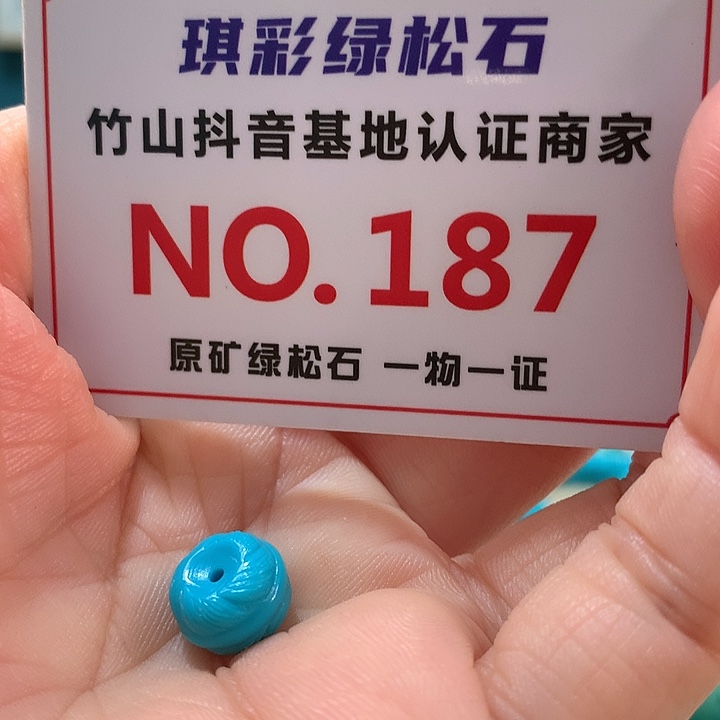 琪彩绿松石
竹山抖音基地认证商家
NO.187
原矿绿松石 一物一证